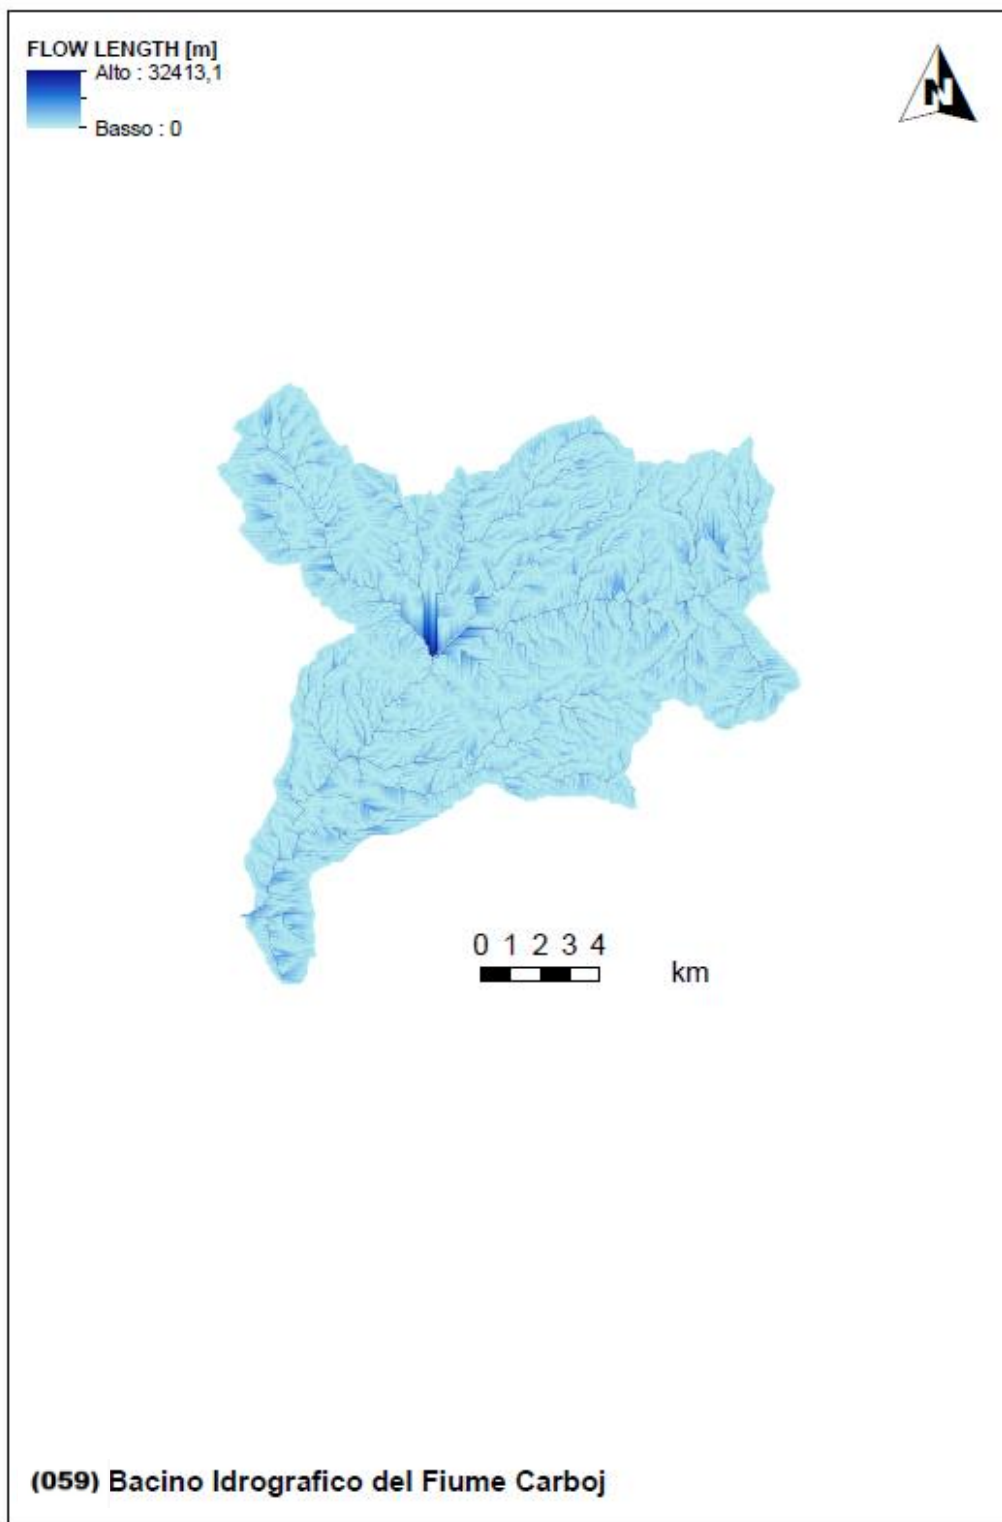 FLOW LENGTH [m]
Alto : 32413,1
Basso : 0
N
0 1 2 3 4
km
(059) Bacino Idrografico del Fiume Carboj